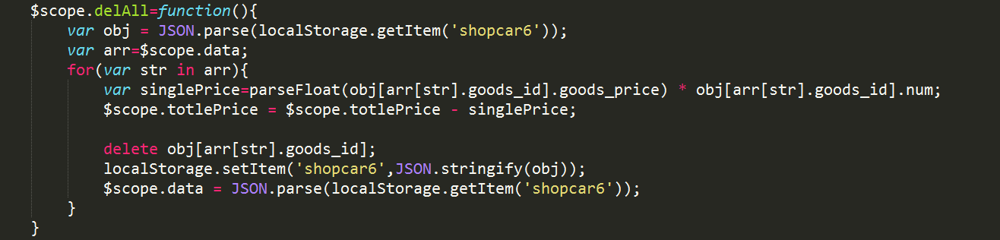 $scope.delAll=function(){
var obj = JSON.parse(localStorage.getItem('shopcar6'));
var arr=$scope.data;
for(var str in arr){
var singlePrice=parseFloat(obj[arr[str].goods_id].goods_price) * obj[arr[str].goods_id].num;
$scope.totlePrice = $scope.totlePrice - singlePrice;
delete obj[arr[str].goods_id];
localStorage.setItem('shopcar6',JSON.stringify(obj));
$scope.data = JSON.parse(localStorage.getItem('shopcar6'));
}
}